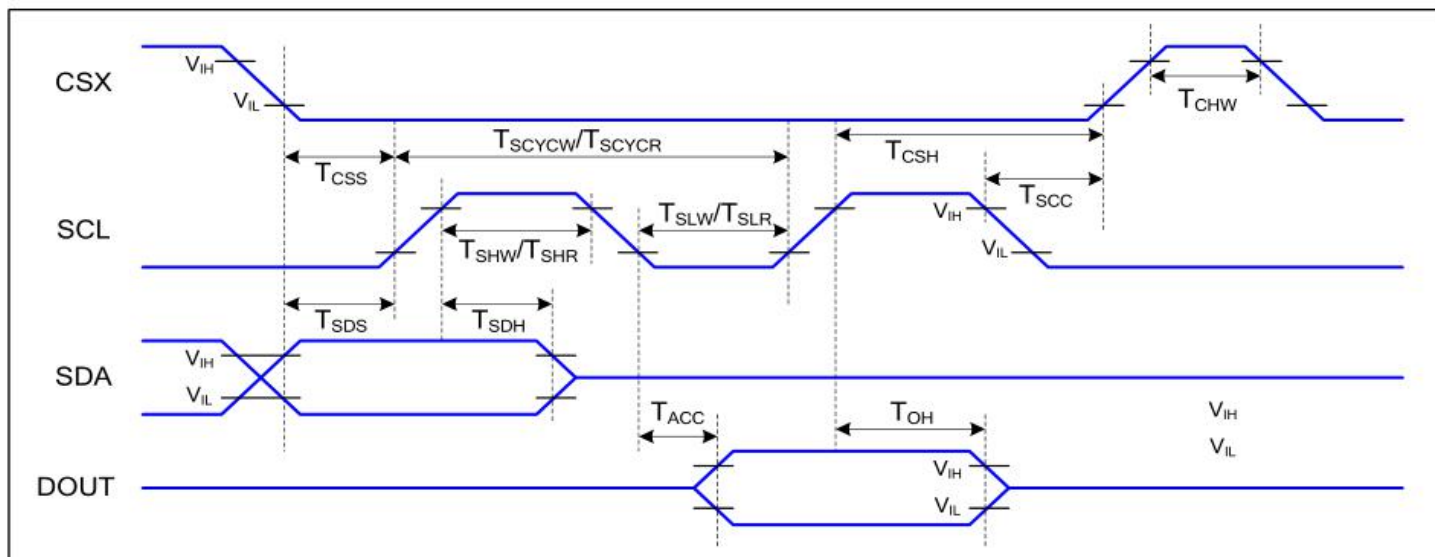 CSX
VIH
VIL
TCHW
TSCYCW/TSCYCR
TCSH
TCSS
TSCC
SCL
TSLW/TSLR
VIH
TSHW/TSHR
VIL
TSDS
TSDH
SDA
VIH
VIL
TACC
TOH
VIH
VIL
DOUT
VIH
VIL